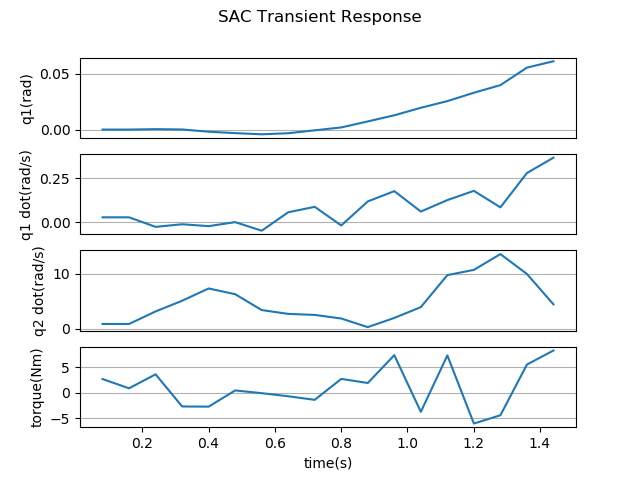 SAC Transient Response
q1(rad)
0.05
0.00
q1 dot(rad/s)
0.25
0.00
q2 dot(rad/s)
10
0
torque(Nm)
5
0
−5
0.2 0.4 0.6 0.8 1.0 1.2 1.4
time(s)